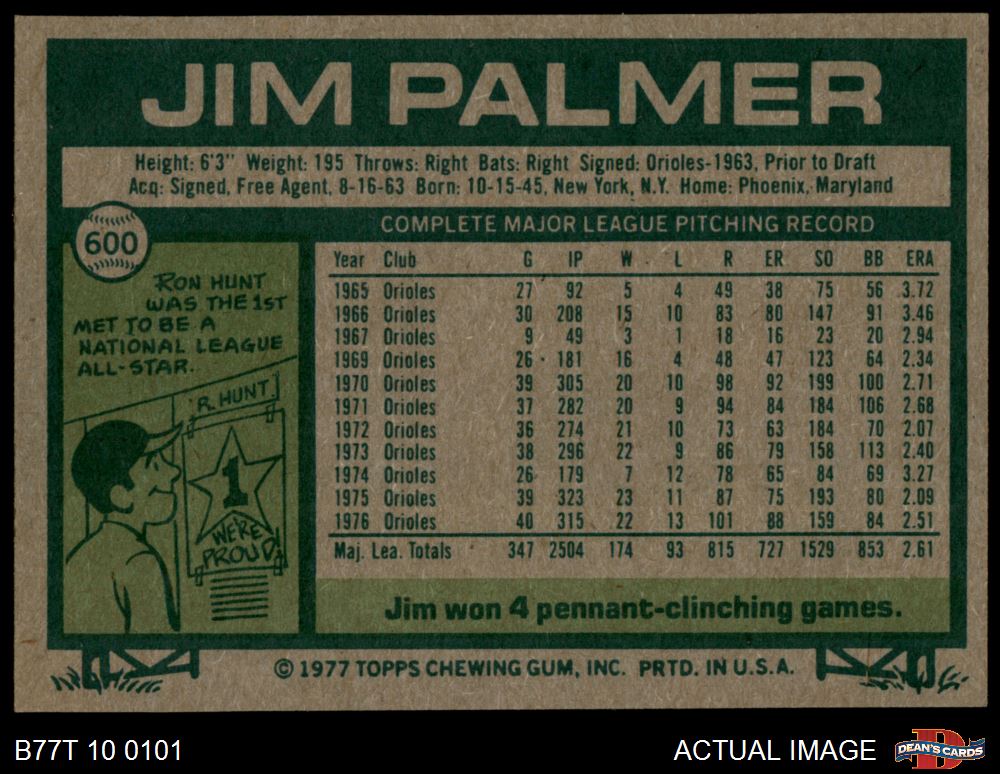 JIM PALMER
Height: 6'3" Weight: 195 Throws: Right Bats: Right Signed: Orioles-1963, Prior to Draft
Acq: Signed, Free Agent, 8-16-63 Born: 10-15-45, New York, N.Y. Home: Phoenix, Maryland
600
COMPLETE MAJOR LEAGUE PITCHING RECORD
RON HUNT
WAS THE 1ST
MET TO BE A
NATIONAL LEAGUE
ALL-STAR.
R. HUNT
1
WE'RE
PROUD
Year Club G IP W L R ER SO BB ERA
1965 Orioles 27 92 5 4 49 38 75 56 3.72
1966 Orioles 30 208 15 10 83 80 147 91 3.46
1967 Orioles 9 49 3 1 18 16 23 20 2.94
1969 Orioles 26 181 16 4 48 47 123 64 2.34
1970 Orioles 39 305 20 10 98 92 199 100 2.71
1971 Orioles 37 282 20 9 94 84 184 106 2.68
1972 Orioles 36 274 21 10 73 63 184 70 2.07
1973 Orioles 38 296 22 9 86 79 158 113 2.40
1974 Orioles 26 179 7 12 78 65 84 69 3.27
1975 Orioles 39 323 23 11 87 75 193 80 2.09
1976 Orioles 40 315 22 13 101 88 159 84 2.51
Maj. Lea. Totals 347 2504 174 93 815 727 1529 853 2.61
Jim won 4 pennant-clinching games.
© 1977 TOPPS CHEWING GUM, INC. PRTD. IN U.S.A.
B77T 10 0101
ACTUAL IMAGE
D
DEAN'S CARDS